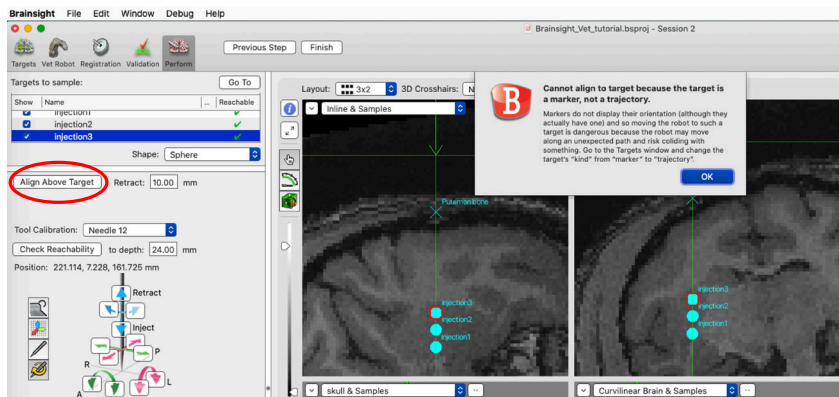 Brainsight File Edit Window Debug Help
Brainsight_Vet_tutorial.bsproj - Session 2
Targets Vet Robot Registration Validation Perform
Previous Step Finish
Targets to sample: Go To
Show Name ... Reachable
injection1
injection2
injection3
Shape: Sphere
Align Above Target Retract: 10.00 mm
Tool Calibration: Needle 12
Check Reachability to depth: 24.00 mm
Position: 221.114, 7.228, 161.725 mm
Retract
Inject
P
R
L
A
Layout: 3x2 3D Crosshairs: N
Inline & Samples
Cannot align to target because the target is
a marker, not a trajectory.
Markers do not display their orientation (although they
actually have one) and so moving the robot to such a
target is dangerous because the robot may move
along an unexpected path and risk colliding with
something. Go to the Targets window and change the
target's "kind" from "marker" to "trajectory".
OK
Putamenbone
injection3
injection2
injection1
injection3
injection2
injection1
skull & Samples
Curvilinear Brain & Samples